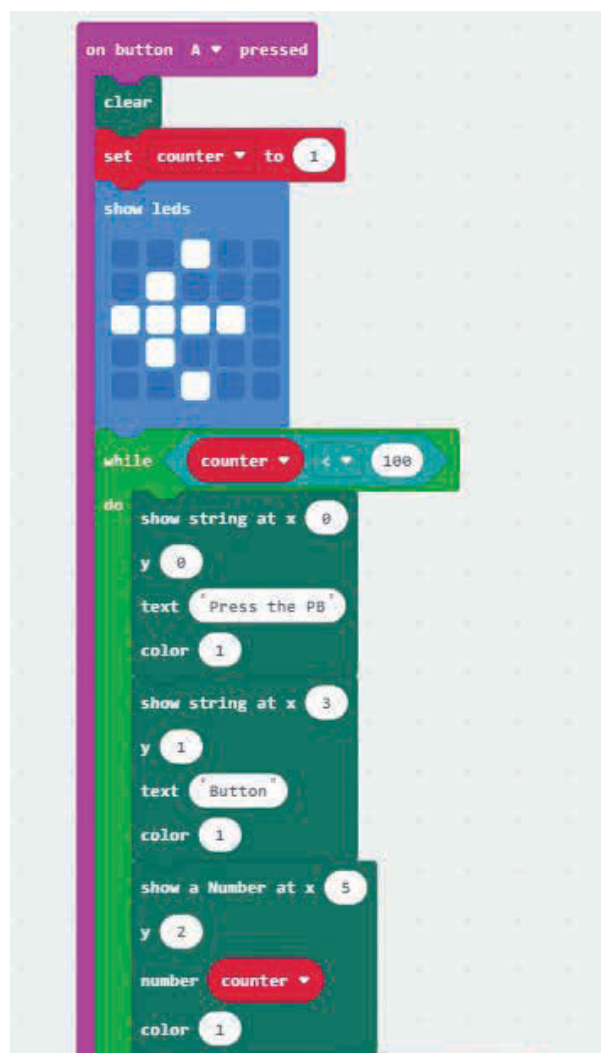 on button A pressed
clear
set counter to 1
show leds
while counter < 100
do
show string at x 0
y 0
text "Press the PB"
color 1
show string at x 3
y 1
text "Button"
color 1
show a Number at x 5
y 2
number counter
color 1